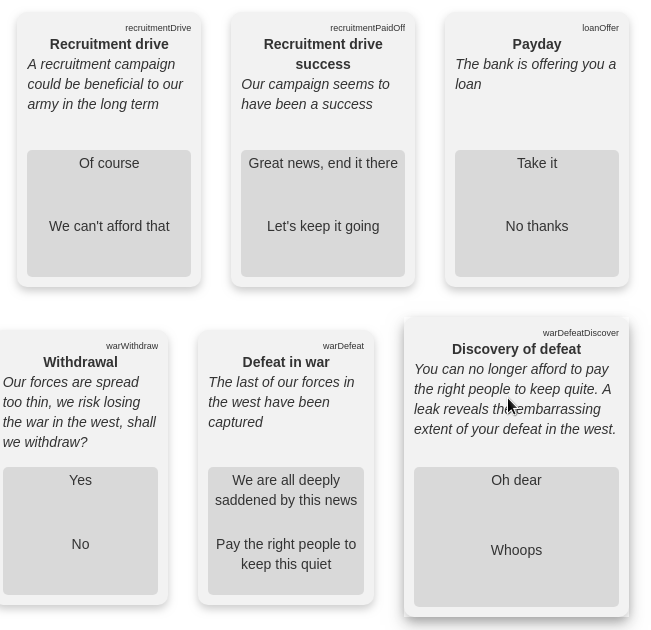 recruitmentDrive
Recruitment drive
A recruitment campaign
could be beneficial to our
army in the long term
Of course
We can't afford that
recruitmentPaidOff
Recruitment drive
success
Our campaign seems to
have been a success
Great news, end it there
Let's keep it going
loanOffer
Payday
The bank is offering you a
loan
Take it
No thanks
warWithdraw
Withdrawal
Our forces are spread
too thin, we risk losing
the war in the west, shall
we withdraw?
Yes
No
warDefeat
Defeat in war
The last of our forces in
the west have been
captured
We are all deeply
saddened by this news
Pay the right people to
keep this quiet
warDefeatDiscover
Discovery of defeat
You can no longer afford to pay
the right people to keep quite. A
leak reveals the embarrassing
extent of your defeat in the west.
Oh dear
Whoops